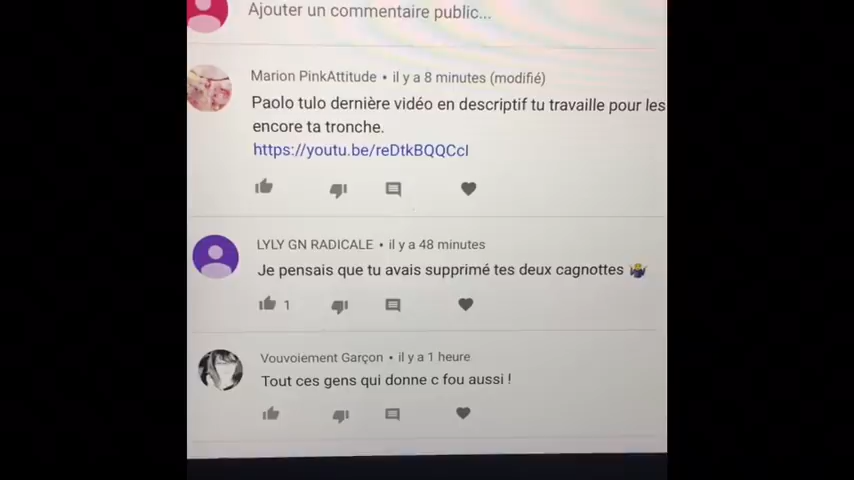 Ajouter un commentaire public...
Marion PinkAttitude • il y a 8 minutes (modifié)
Paolo tulo dernière vidéo en descriptif tu travaille pour les
encore ta tronche.
https://youtu.be/reDtkBQQCcI
LYLY GN RADICALE • il y a 48 minutes
Je pensais que tu avais supprimé tes deux cagnottes 🤷‍♂️
1
Vouvoiement Garçon • il y a 1 heure
Tout ces gens qui donne c fou aussi !